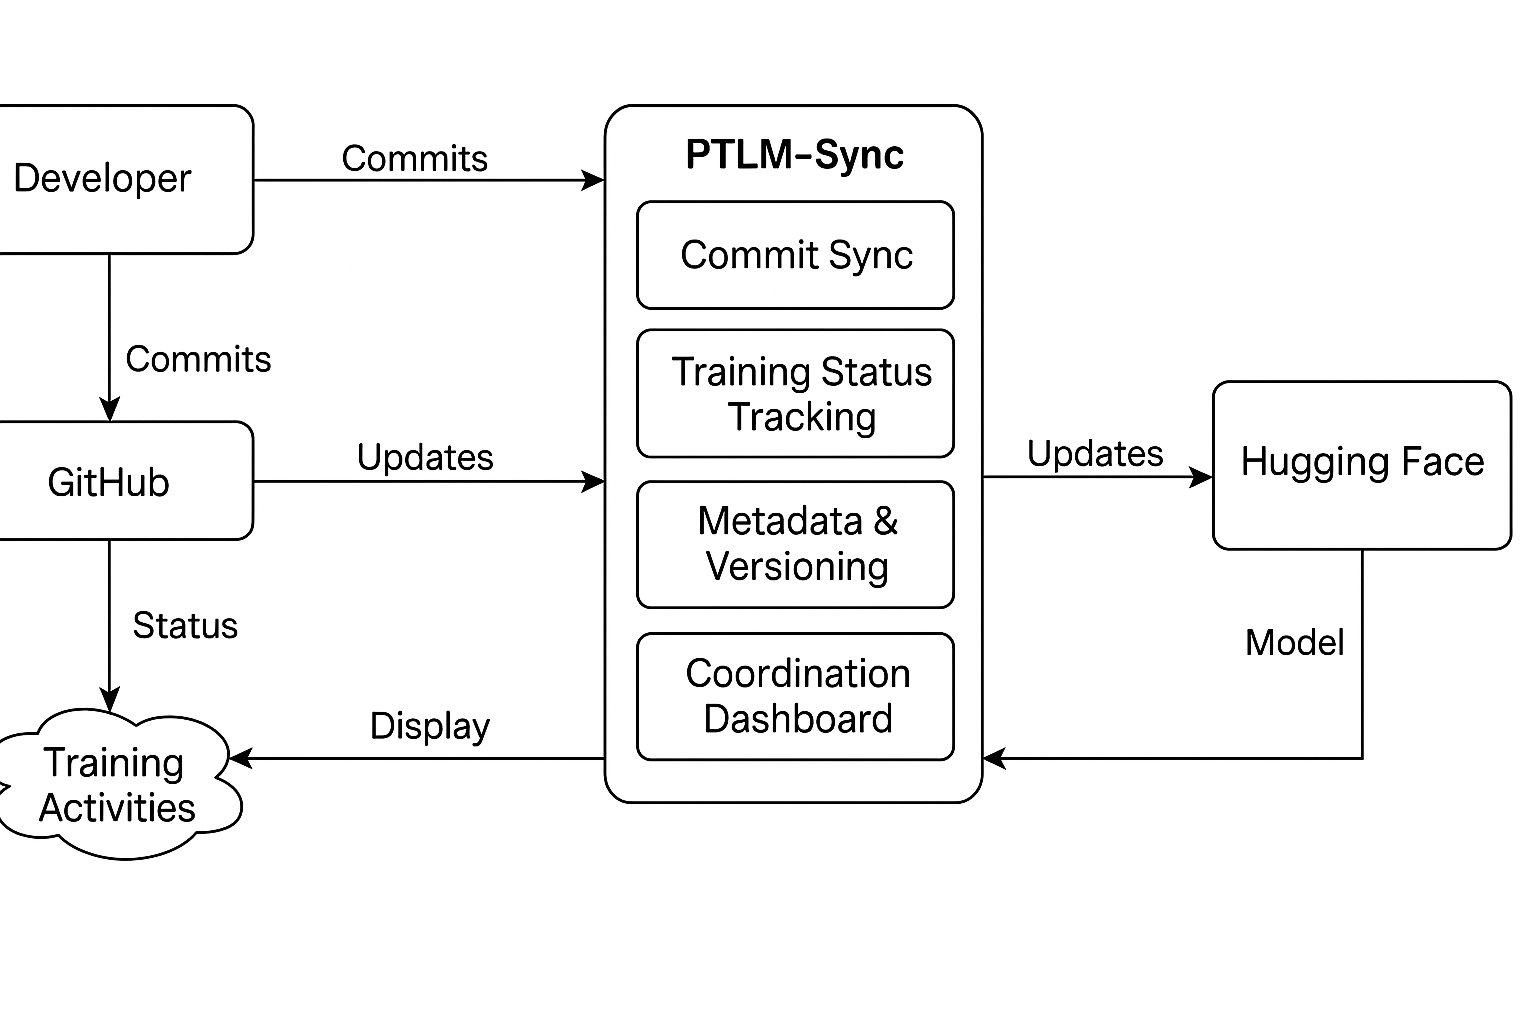 Developer
Commits
PTLM-Sync
Commit Sync
Training Status
Tracking
Commits
GitHub
Updates
Metadata &
Versioning
Updates
Hugging Face
Status
Coordination
Dashboard
Model
Display
Training
Activities